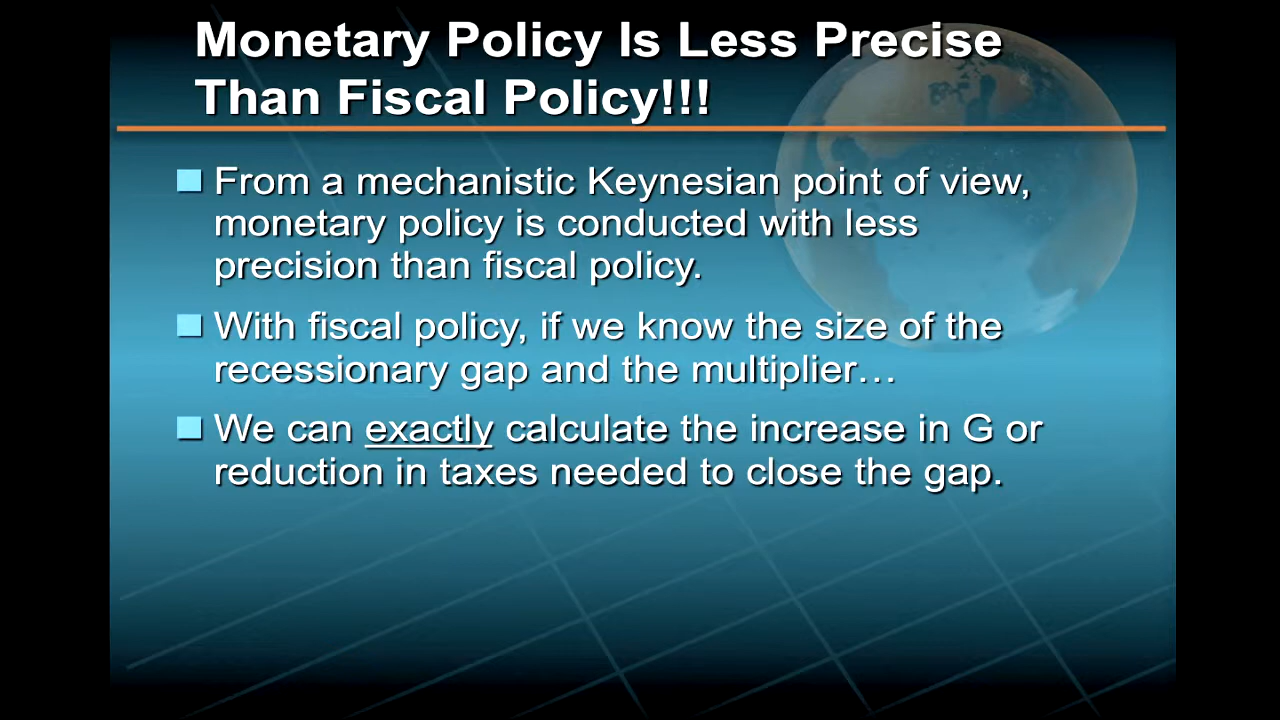 Monetary Policy Is Less Precise
Than Fiscal Policy!!!
From a mechanistic Keynesian point of view,
monetary policy is conducted with less
precision than fiscal policy.
With fiscal policy, if we know the size of the
recessionary gap and the multiplier…
We can exactly calculate the increase in G or
reduction in taxes needed to close the gap.